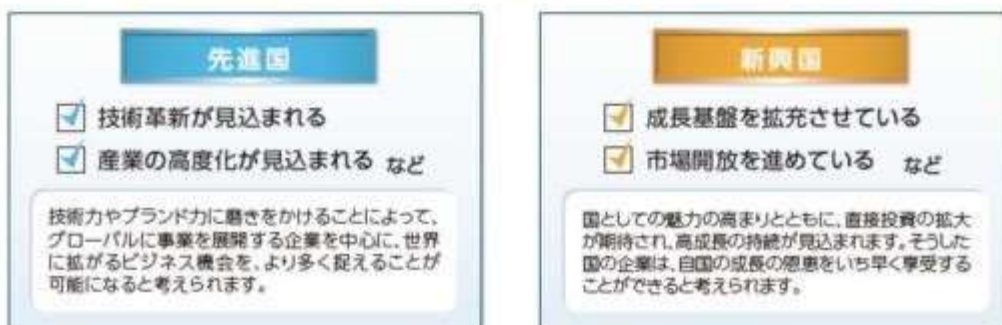 先進国
技術革新が見込まれる
産業の高度化が見込まれる など
技術力やブランド力に磨きをかけることによって、
グローバルに事業を展開する企業を中心に、世界
に拡がるビジネス機会を、より多く捉えることが
可能になると考えられます。
新興国
成長基盤を拡充させている
市場開放を進めている など
国としての魅力の高まりとともに、直接投資の拡大
が期待され、高成長の持続が見込まれます。そうした
国の企業は、自国の成長の恩恵をいち早く享受する
ことができると考えられます。